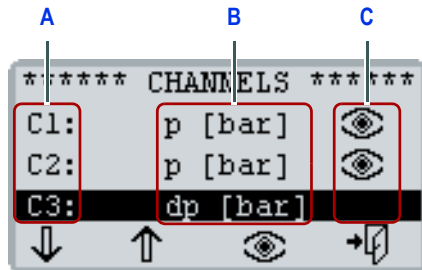 A B C
****** CHANNELS ******
C1: p [bar]
C2: p [bar]
C3: dp [bar]